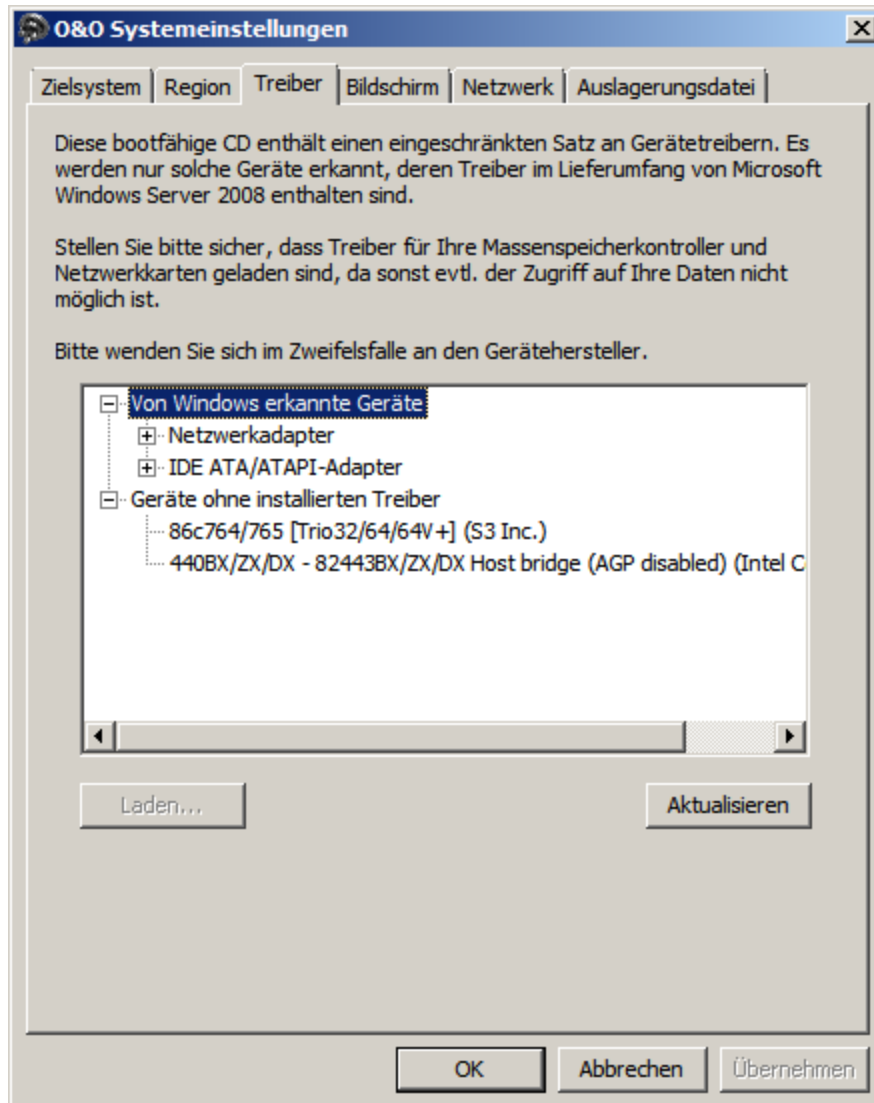 O&O Systemeinstellungen
Zielsystem Region Treiber Bildschirm Netzwerk Auslagerungsdatei
Diese bootfähige CD enthält einen eingeschränkten Satz an Gerätetreibern. Es
werden nur solche Geräte erkannt, deren Treiber im Lieferumfang von Microsoft
Windows Server 2008 enthalten sind.
Stellen Sie bitte sicher, dass Treiber für Ihre Massenspeicherkontroller und
Netzwerkkarten geladen sind, da sonst evtl. der Zugriff auf Ihre Daten nicht
möglich ist.
Bitte wenden Sie sich im Zweifelsfalle an den Gerätehersteller.
Von Windows erkannte Geräte
Netzwerkadapter
IDE ATA/ATAPI-Adapter
Geräte ohne installierten Treiber
86c764/765 [Trio32/64/64V+] (S3 Inc.)
440BX/ZX/DX - 82443BX/ZX/DX Host bridge (AGP disabled) (Intel C
Laden... Aktualisieren
OK Abbrechen Übernehmen